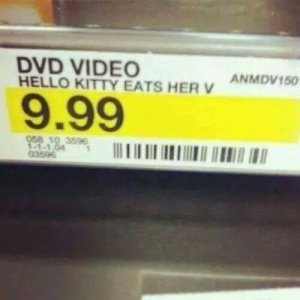 DVD VIDEO
HELLO KITTY EATS HER V ANMDV150
9.99
058 10 3596
1-1-1.04 1
03596